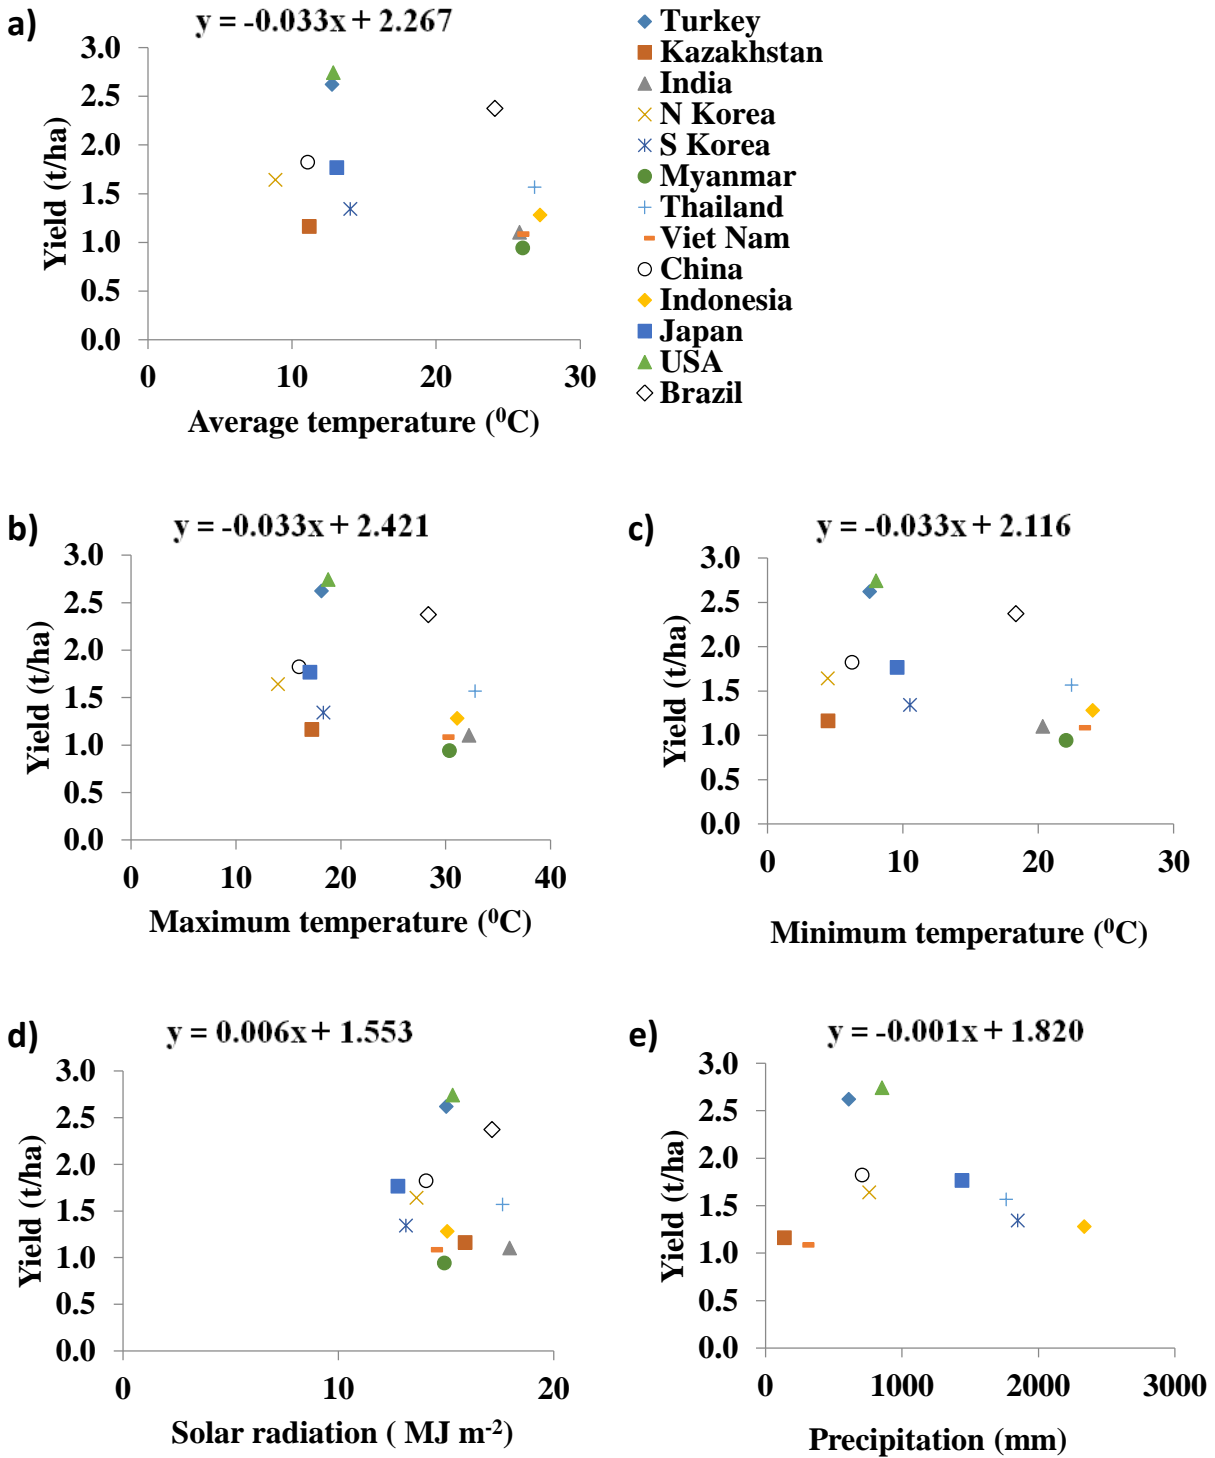 a)
y = -0.033x + 2.267
3.0
2.5
2.0
1.5
1.0
0.5
0.0
Yield (t/ha)
0 10 20 30
Average temperature (⁰C)
Turkey
Kazakhstan
India
N Korea
S Korea
Myanmar
Thailand
Viet Nam
China
Indonesia
Japan
USA
Brazil
b)
y = -0.033x + 2.421
3.0
2.5
2.0
1.5
1.0
0.5
0.0
Yield (t/ha)
0 10 20 30 40
Maximum temperature (⁰C)
c)
y = -0.033x + 2.116
3.0
2.5
2.0
1.5
1.0
0.5
0.0
Yield (t/ha)
0 10 20 30
Minimum temperature (⁰C)
d)
y = 0.006x + 1.553
3.0
2.5
2.0
1.5
1.0
0.5
0.0
Yield (t/ha)
0 10 20
Solar radiation ( MJ m⁻²)
e)
y = -0.001x + 1.820
3.0
2.5
2.0
1.5
1.0
0.5
0.0
Yield (t/ha)
0 1000 2000 3000
Precipitation (mm)